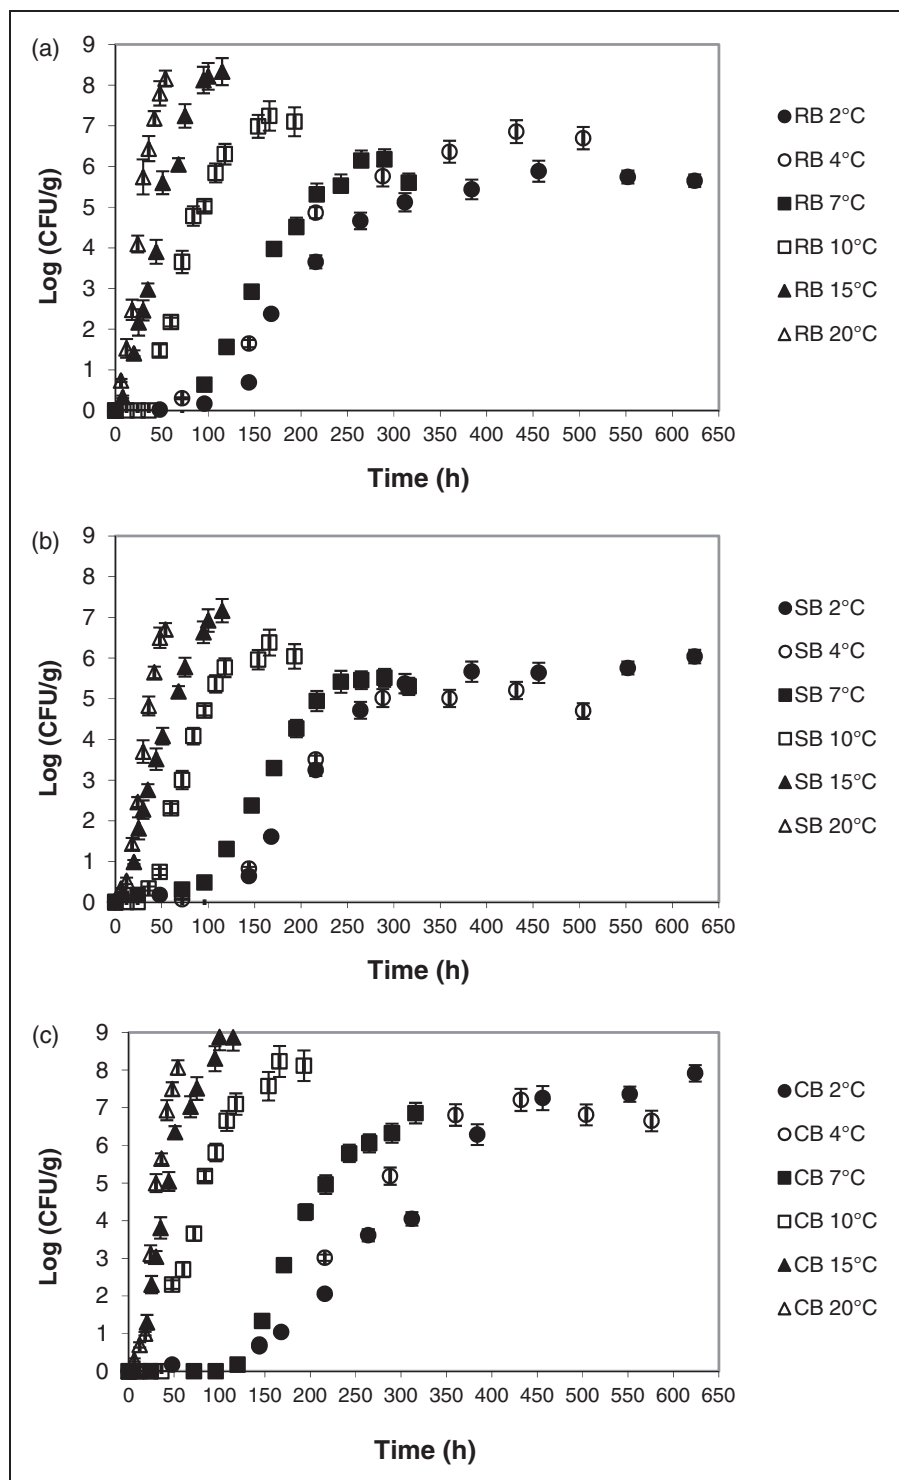 (a)
9
8
7
6
5
4
3
2
1
0
Log (CFU/g)
0 50 100 150 200 250 300 350 400 450 500 550 600 650
Time (h)
RB 2°C
RB 4°C
RB 7°C
RB 10°C
RB 15°C
RB 20°C
(b)
9
8
7
6
5
4
3
2
1
0
Log (CFU/g)
0 50 100 150 200 250 300 350 400 450 500 550 600 650
Time (h)
SB 2°C
SB 4°C
SB 7°C
SB 10°C
SB 15°C
SB 20°C
(c)
9
8
7
6
5
4
3
2
1
0
Log (CFU/g)
0 50 100 150 200 250 300 350 400 450 500 550 600 650
Time (h)
CB 2°C
CB 4°C
CB 7°C
CB 10°C
CB 15°C
CB 20°C